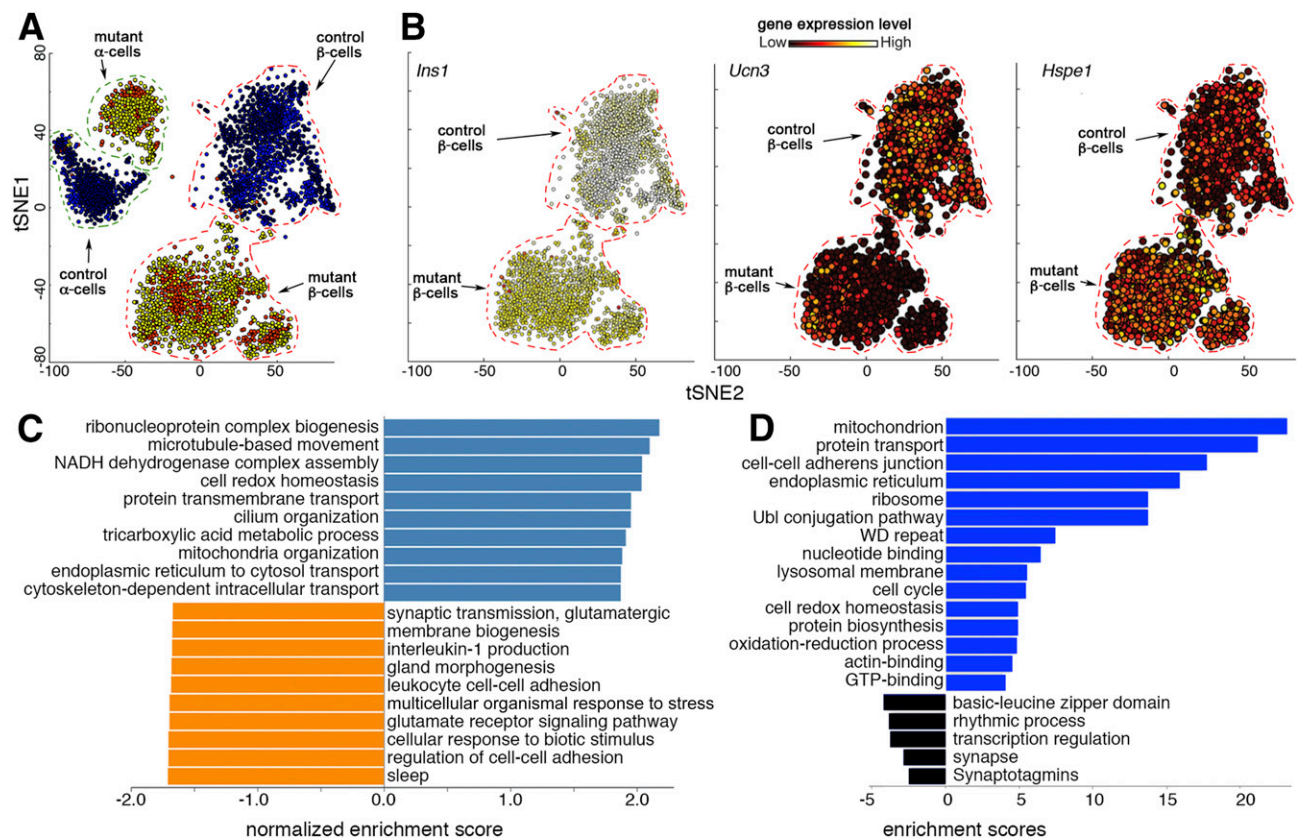 A
mutant
α-cells
control
β-cells
control
α-cells
mutant
β-cells
tSNE1
80
40
0
-40
-80
-100
-50
0
50
B
gene expression level
Low
High
Ins1
control
β-cells
mutant
β-cells
-100
-50
0
50
Ucn3
control
β-cells
mutant
β-cells
-100
-50
0
50
Hspe1
control
β-cells
mutant
β-cells
-100
-50
0
50
tSNE2
C
ribonucleoprotein complex biogenesis
microtubule-based movement
NADH dehydrogenase complex assembly
cell redox homeostasis
protein transmembrane transport
cilium organization
tricarboxylic acid metabolic process
mitochondria organization
endoplasmic reticulum to cytosol transport
cytoskeleton-dependent intracellular transport
synaptic transmission, glutamatergic
membrane biogenesis
interleukin-1 production
gland morphogenesis
leukocyte cell-cell adhesion
multicellular organismal response to stress
glutamate receptor signaling pathway
cellular response to biotic stimulus
regulation of cell-cell adhesion
sleep
-2.0
-1.0
0.0
1.0
2.0
normalized enrichment score
D
mitochondrion
protein transport
cell-cell adherens junction
endoplasmic reticulum
ribosome
Ubl conjugation pathway
WD repeat
nucleotide binding
lysosomal membrane
cell cycle
cell redox homeostasis
protein biosynthesis
oxidation-reduction process
actin-binding
GTP-binding
basic-leucine zipper domain
rhythmic process
transcription regulation
synapse
Synaptotagmins
-5
0
5
10
15
20
enrichment scores